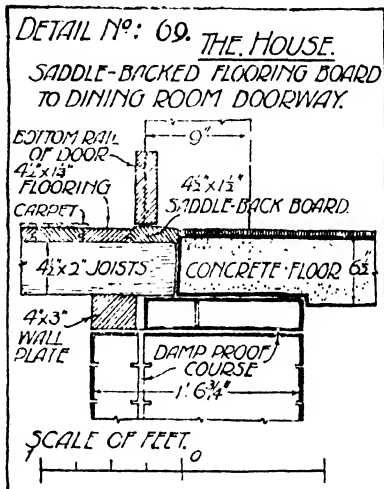 DETAIL Nº: 69. THE HOUSE.
SADDLE-BACKED FLOORING BOARD
TO DINING ROOM DOORWAY.
BOTTOM RAIL
OF DOOR
9"
4½"x1¼"
FLOORING
4½"x1½"
SADDLE-BACK BOARD.
CARPET
4½"x2" JOISTS
CONCRETE FLOOR
6½"
4"x3"
WALL
PLATE
DAMP PROOF
COURSE
1'. 6¾"
SCALE OF FEET.
1 0